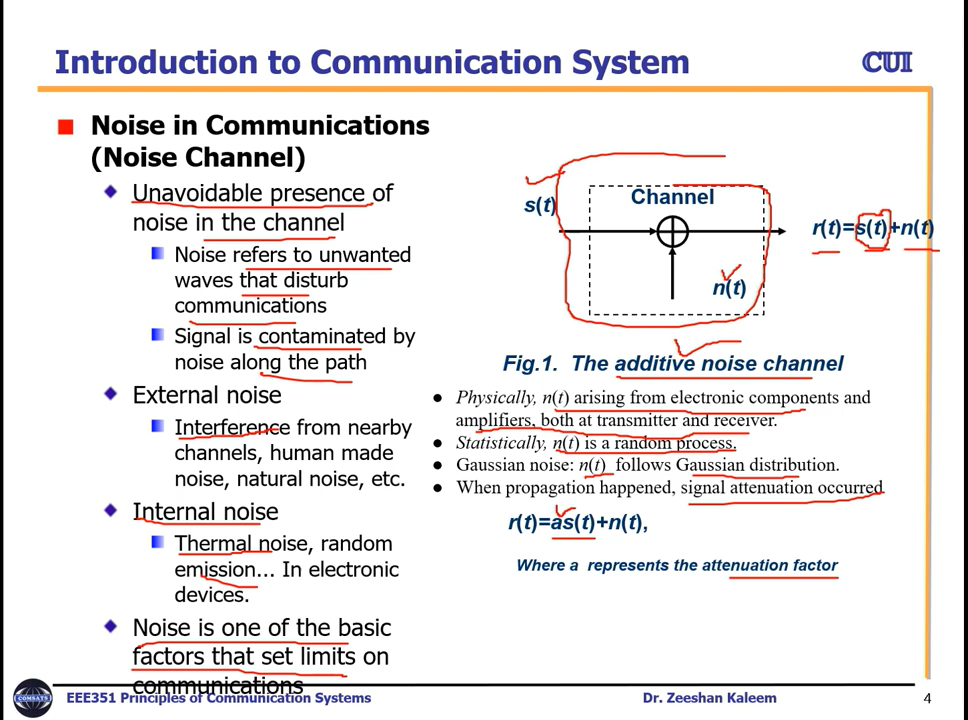 Introduction to Communication System
CUI
Noise in Communications
(Noise Channel)
Unavoidable presence of
noise in the channel
Noise refers to unwanted
waves that disturb
communications
Signal is contaminated by
noise along the path
External noise
Interference from nearby
channels, human made
noise, natural noise, etc.
Internal noise
Thermal noise, random
emission... In electronic
devices.
Noise is one of the basic
factors that set limits on
communications
Channel
s(t)
n(t)
r(t)=s(t)+n(t)
Fig.1. The additive noise channel
Physically, n(t) arising from electronic components and
amplifiers, both at transmitter and receiver.
Statistically, n(t) is a random process.
Gaussian noise: n(t) follows Gaussian distribution.
When propagation happened, signal attenuation occurred
r(t)=as(t)+n(t),
Where a represents the attenuation factor
COMSATS
EEE351 Principles of Communication Systems
Dr. Zeeshan Kaleem
4